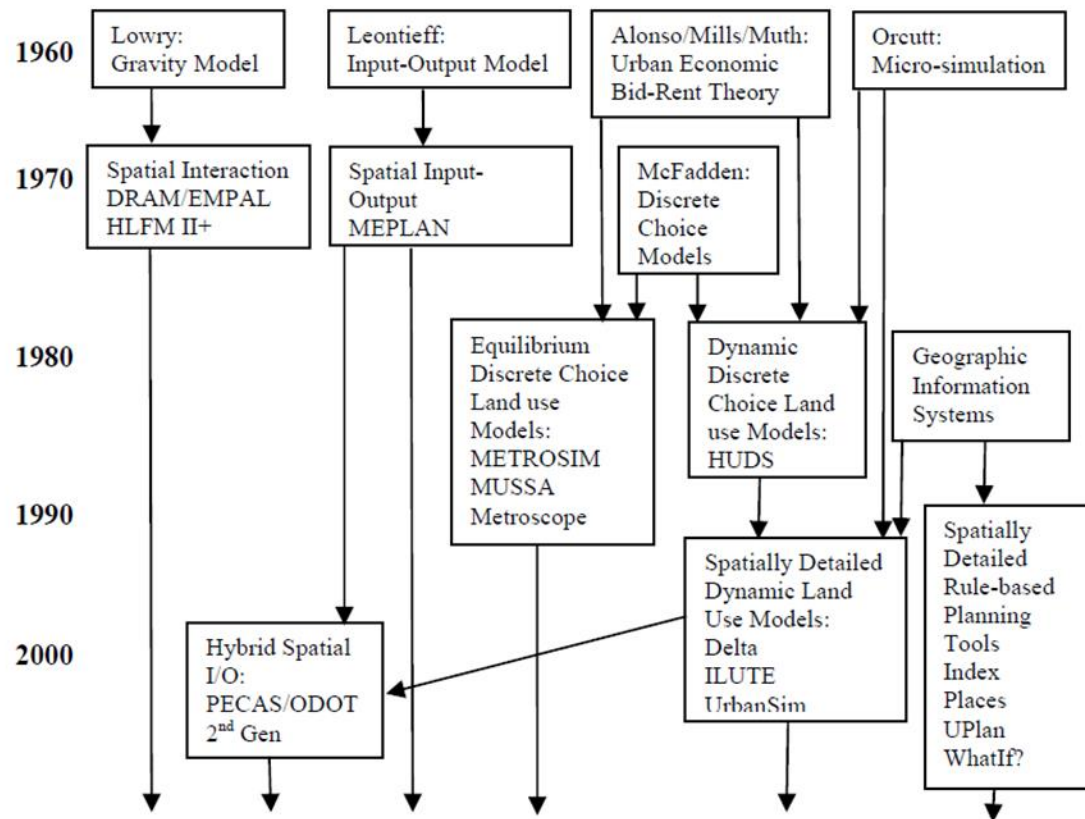 1960
Lowry:
Gravity Model
Leontieff:
Input-Output Model
Alonso/Mills/Muth:
Urban Economic
Bid-Rent Theory
Orcutt:
Micro-simulation
1970
Spatial Interaction
DRAM/EMPAL
HLFM II+
Spatial Input-
Output
MEPLAN
McFadden:
Discrete
Choice
Models
1980
Equilibrium
Discrete Choice
Land use
Models:
METROSIM
MUSSA
Metroscope
Dynamic
Discrete
Choice Land
use Models:
HUDS
Geographic
Information
Systems
1990
Spatially Detailed
Dynamic Land
Use Models:
Delta
ILUTE
UrbanSim
Spatially
Detailed
Rule-based
Planning
Tools
Index
Places
UPlan
WhatIf?
2000
Hybrid Spatial
I/O:
PECAS/ODOT
2nd Gen